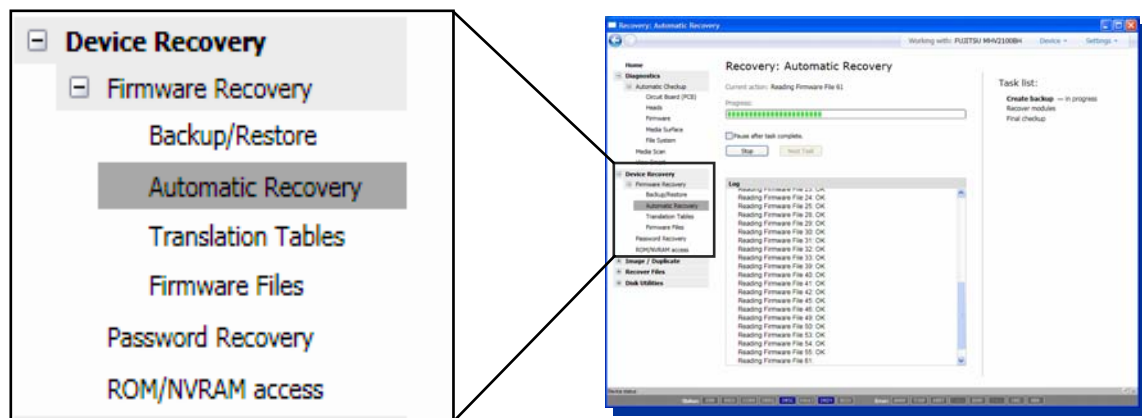 Device Recovery
Firmware Recovery
Backup/Restore
Automatic Recovery
Translation Tables
Firmware Files
Password Recovery
ROM/NVRAM access
Recovery: Automatic Recovery
Working with: FUJITSU MHV2100BH Device Settings
Home
Diagnostics
Automatic Checkup
Circuit Board (PCB)
Heads
Firmware
Media Surface
File System
Media Scan
Device Recovery
Firmware Recovery
Backup/Restore
Automatic Recovery
Translation Tables
Firmware Files
Password Recovery
ROM/NVRAM access
Image / Duplicate
Recover Files
Disk Utilities
Recovery: Automatic Recovery
Current action: Reading Firmware File 61
Progress:
Pause after task complete.
Stop Next Task
Log
Reading Firmware File 23: OK
Reading Firmware File 24: OK
Reading Firmware File 25: OK
Reading Firmware File 28: OK
Reading Firmware File 29: OK
Reading Firmware File 30: OK
Reading Firmware File 31: OK
Reading Firmware File 32: OK
Reading Firmware File 33: OK
Reading Firmware File 39: OK
Reading Firmware File 40: OK
Reading Firmware File 41: OK
Reading Firmware File 42: OK
Reading Firmware File 45: OK
Reading Firmware File 46: OK
Reading Firmware File 49: OK
Reading Firmware File 50: OK
Reading Firmware File 53: OK
Reading Firmware File 54: OK
Reading Firmware File 55: OK
Reading Firmware File 61:
Task list:
Create backup — in progress
Recover modules
Final checkup
Device status
Status:
Error: